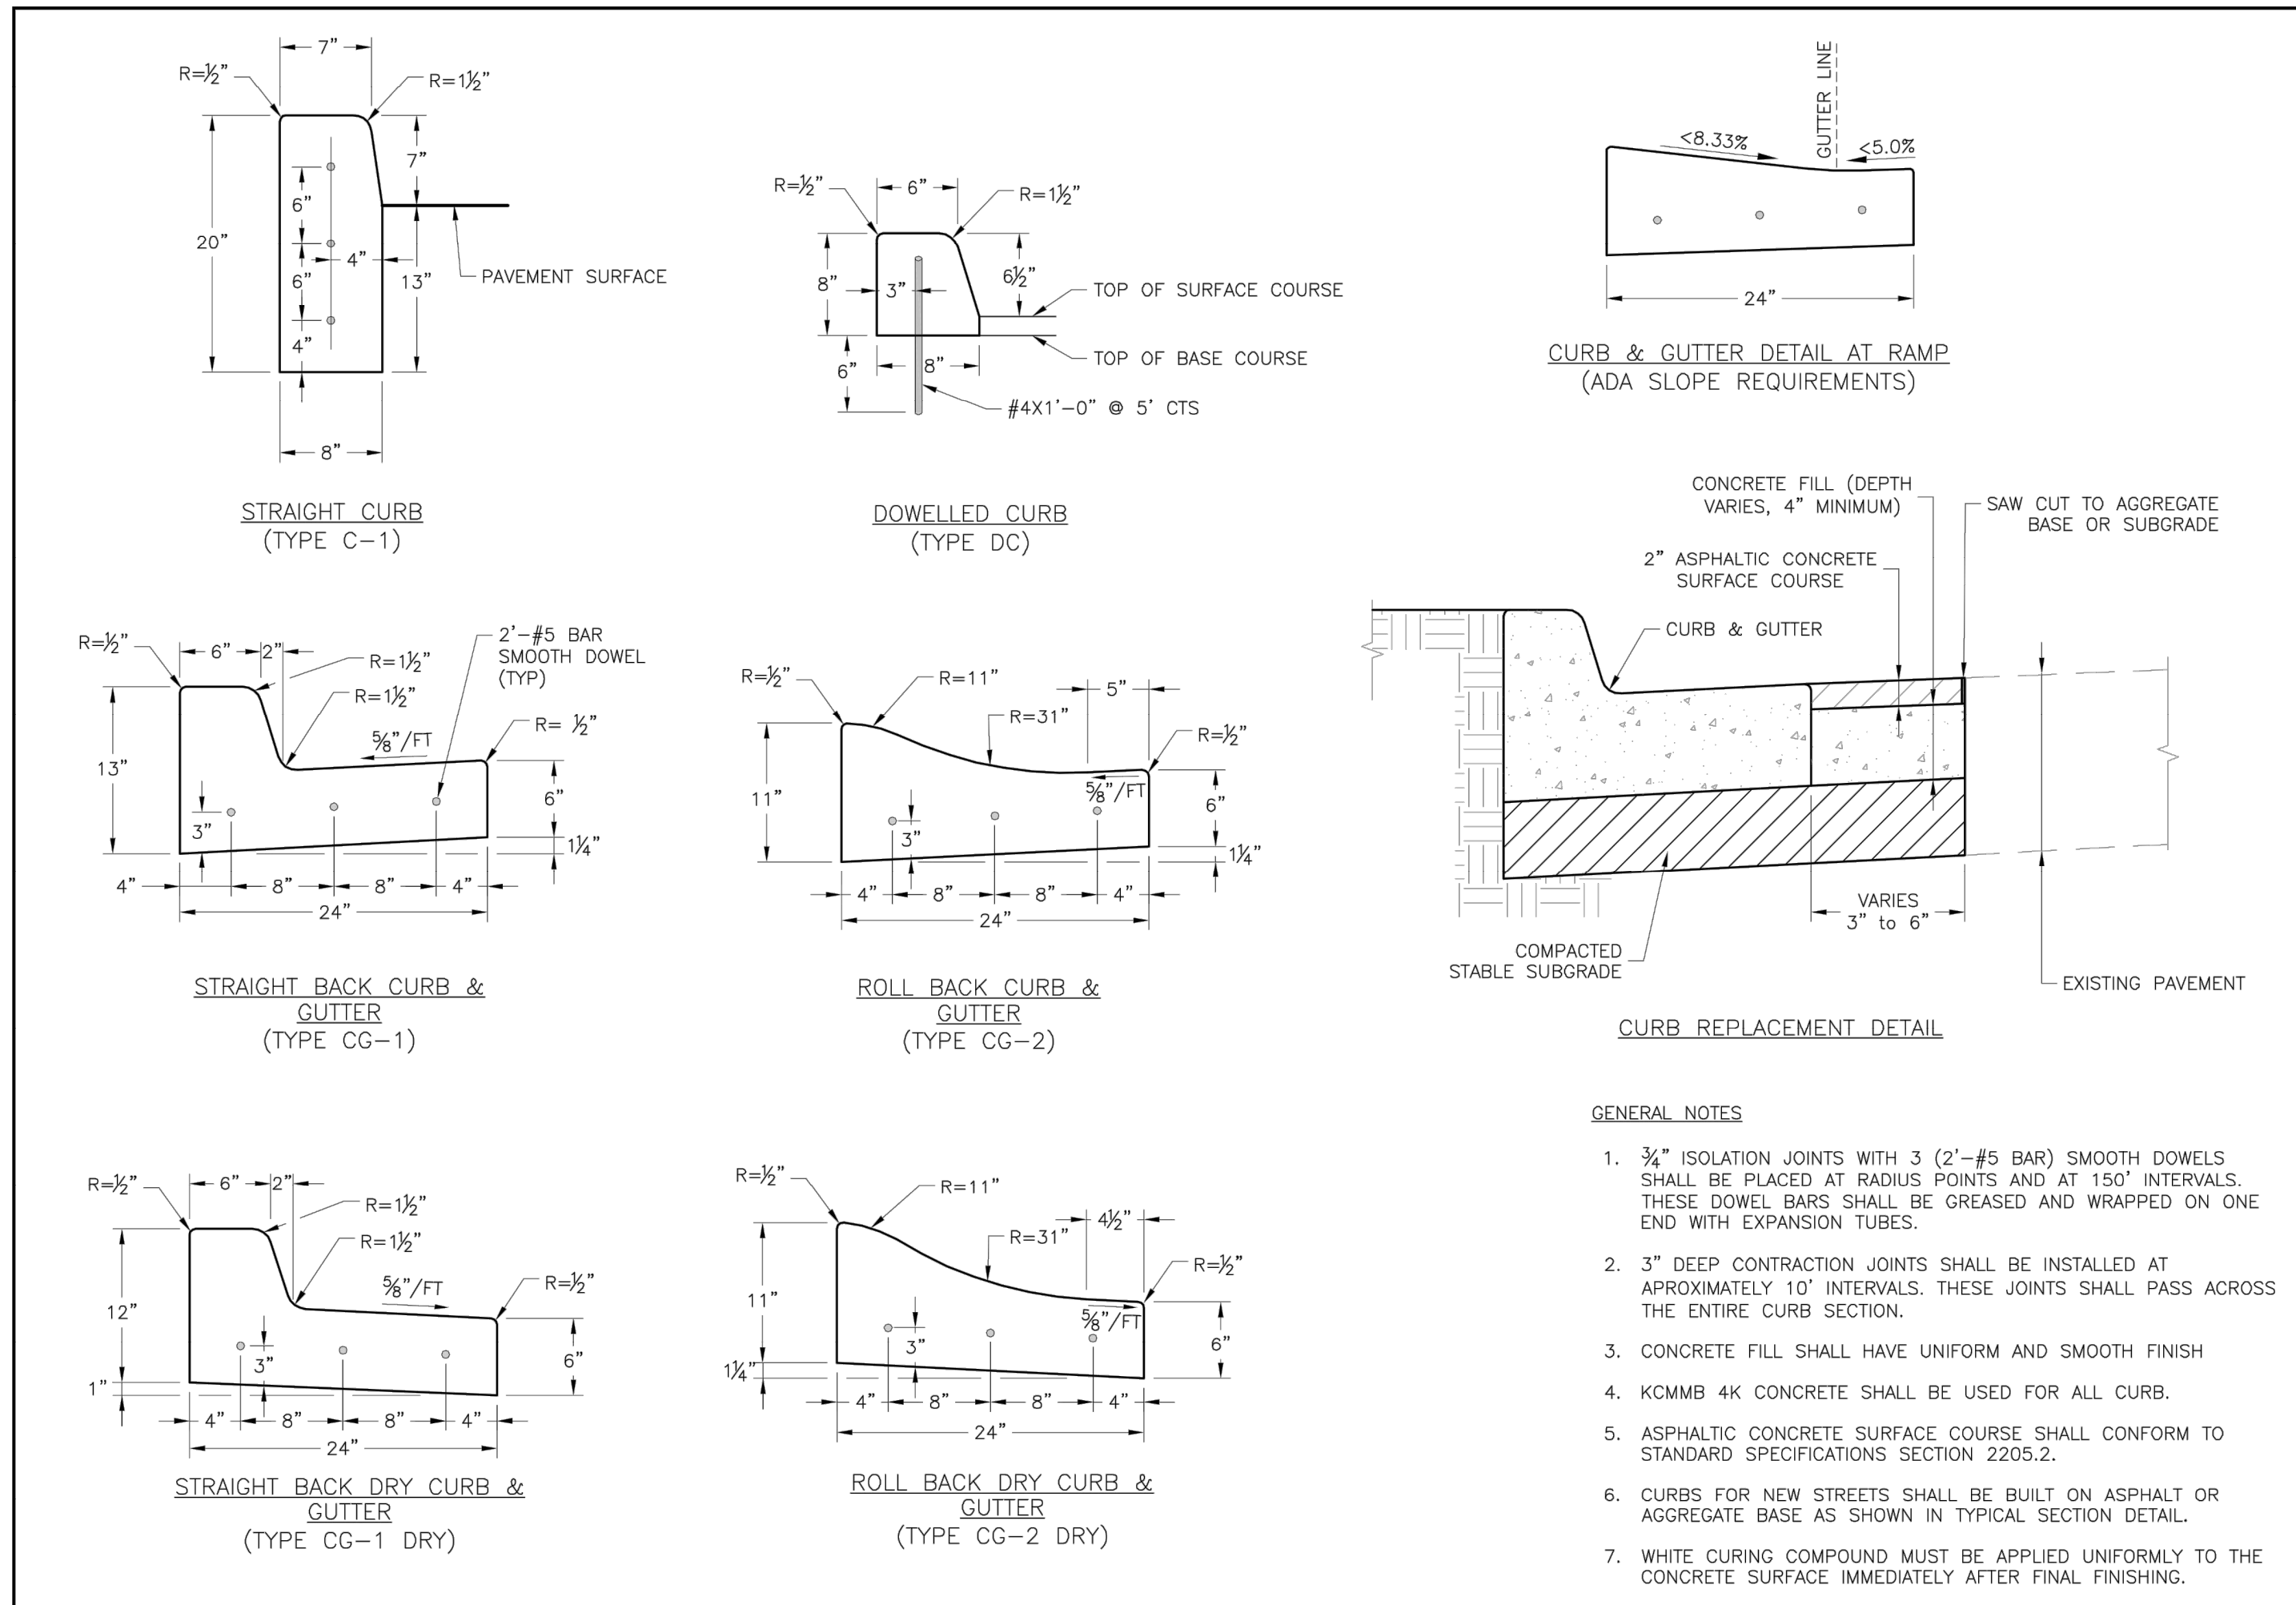 7"
R=½"
R=1½"
20"
7"
6"
6"
4"
4"
13"
PAVEMENT SURFACE
8"
STRAIGHT CURB
(TYPE C-1)
R=½"
6"
R=1½"
8"
3"
6½"
TOP OF SURFACE COURSE
TOP OF BASE COURSE
6"
8"
#4X1'-0" @ 5' CTS
DOWELLED CURB
(TYPE DC)
GUTTER LINE
<8.33%
<5.0%
24"
CURB & GUTTER DETAIL AT RAMP
(ADA SLOPE REQUIREMENTS)
R=½"
6"
2"
R=1½"
R=1½"
2'-#5 BAR
SMOOTH DOWEL
(TYP)
R= ½"
⅝"/FT
13"
3"
6"
1¼"
4"
8"
8"
4"
24"
STRAIGHT BACK CURB &
GUTTER
(TYPE CG-1)
R=½"
R=11"
R=31"
5"
R=½"
⅝"/FT
11"
3"
6"
1¼"
4"
8"
8"
4"
24"
ROLL BACK CURB &
GUTTER
(TYPE CG-2)
CONCRETE FILL (DEPTH
VARIES, 4" MINIMUM)
SAW CUT TO AGGREGATE
BASE OR SUBGRADE
2" ASPHALTIC CONCRETE
SURFACE COURSE
CURB & GUTTER
VARIES
3" to 6"
COMPACTED
STABLE SUBGRADE
EXISTING PAVEMENT
CURB REPLACEMENT DETAIL
R=½"
6"
2"
R=1½"
R=1½"
⅝"/FT
R=½"
12"
3"
6"
1"
4"
8"
8"
4"
24"
STRAIGHT BACK DRY CURB &
GUTTER
(TYPE CG-1 DRY)
R=½"
R=11"
R=31"
4½"
R=½"
⅝"/FT
11"
3"
6"
1¼"
4"
8"
8"
4"
24"
ROLL BACK DRY CURB &
GUTTER
(TYPE CG-2 DRY)
GENERAL NOTES
1. ¾" ISOLATION JOINTS WITH 3 (2'-#5 BAR) SMOOTH DOWELS
SHALL BE PLACED AT RADIUS POINTS AND AT 150' INTERVALS.
THESE DOWEL BARS SHALL BE GREASED AND WRAPPED ON ONE
END WITH EXPANSION TUBES.
2. 3" DEEP CONTRACTION JOINTS SHALL BE INSTALLED AT
APROXIMATELY 10' INTERVALS. THESE JOINTS SHALL PASS ACROSS
THE ENTIRE CURB SECTION.
3. CONCRETE FILL SHALL HAVE UNIFORM AND SMOOTH FINISH
4. KCMMB 4K CONCRETE SHALL BE USED FOR ALL CURB.
5. ASPHALTIC CONCRETE SURFACE COURSE SHALL CONFORM TO
STANDARD SPECIFICATIONS SECTION 2205.2.
6. CURBS FOR NEW STREETS SHALL BE BUILT ON ASPHALT OR
AGGREGATE BASE AS SHOWN IN TYPICAL SECTION DETAIL.
7. WHITE CURING COMPOUND MUST BE APPLIED UNIFORMLY TO THE
CONCRETE SURFACE IMMEDIATELY AFTER FINAL FINISHING.